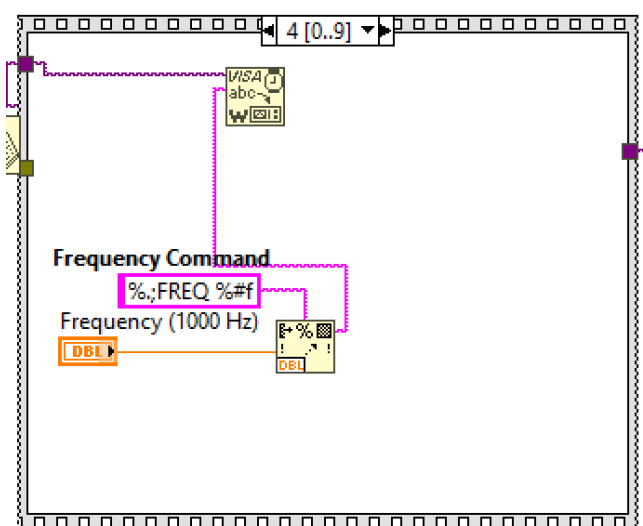 4 [0..9]
VISA
abc
W
Frequency Command
%.;FREQ %#f
Frequency (1000 Hz)
DBL
%
! !
DBL